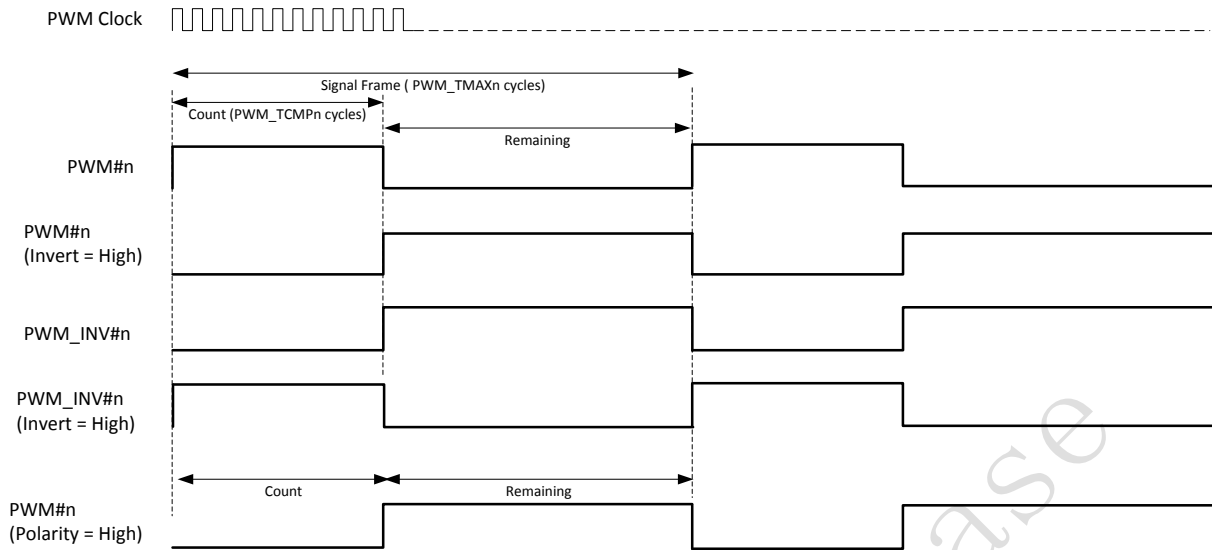 PWM Clock
Signal Frame ( PWM_TMAXn cycles)
Count (PWM_TCMPn cycles)
Remaining
PWM#n
PWM#n
(Invert = High)
PWM_INV#n
PWM_INV#n
(Invert = High)
Count
Remaining
PWM#n
(Polarity = High)
ase